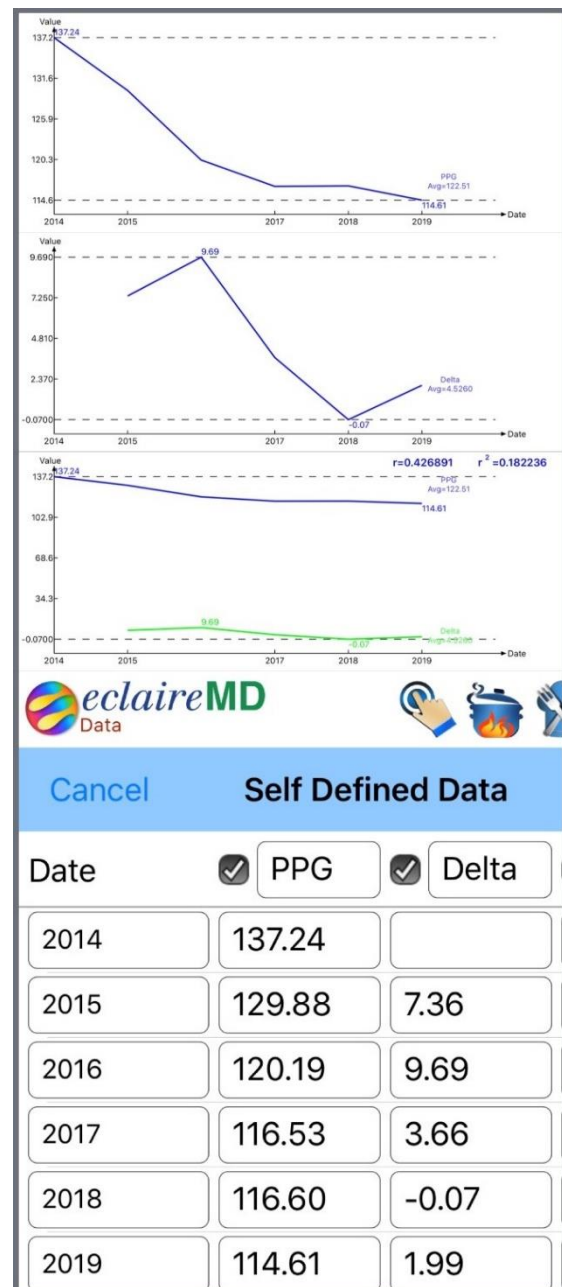 Value
137.24
137.2
131.6
125.9
120.3
PPG
Avg=122.51
114.6
114.61
2014 2015 2017 2018 2019 Date
Value
9.690
9.69
7.250
4.810
2.370
Delta
Avg=4.5260
-0.0700
-0.07
2014 2015 2017 2018 2019 Date
Value
r=0.426891 r²=0.182236
137.24
137.2
PPG
Avg=122.51
114.61
102.9
68.6
34.3
9.69
Delta
-0.0700
-0.07
2014 2015 2017 2018 2019 Date
eclaireMD
Data
Cancel Self Defined Data
Date PPG Delta
2014 137.24
2015 129.88 7.36
2016 120.19 9.69
2017 116.53 3.66
2018 116.60 -0.07
2019 114.61 1.99